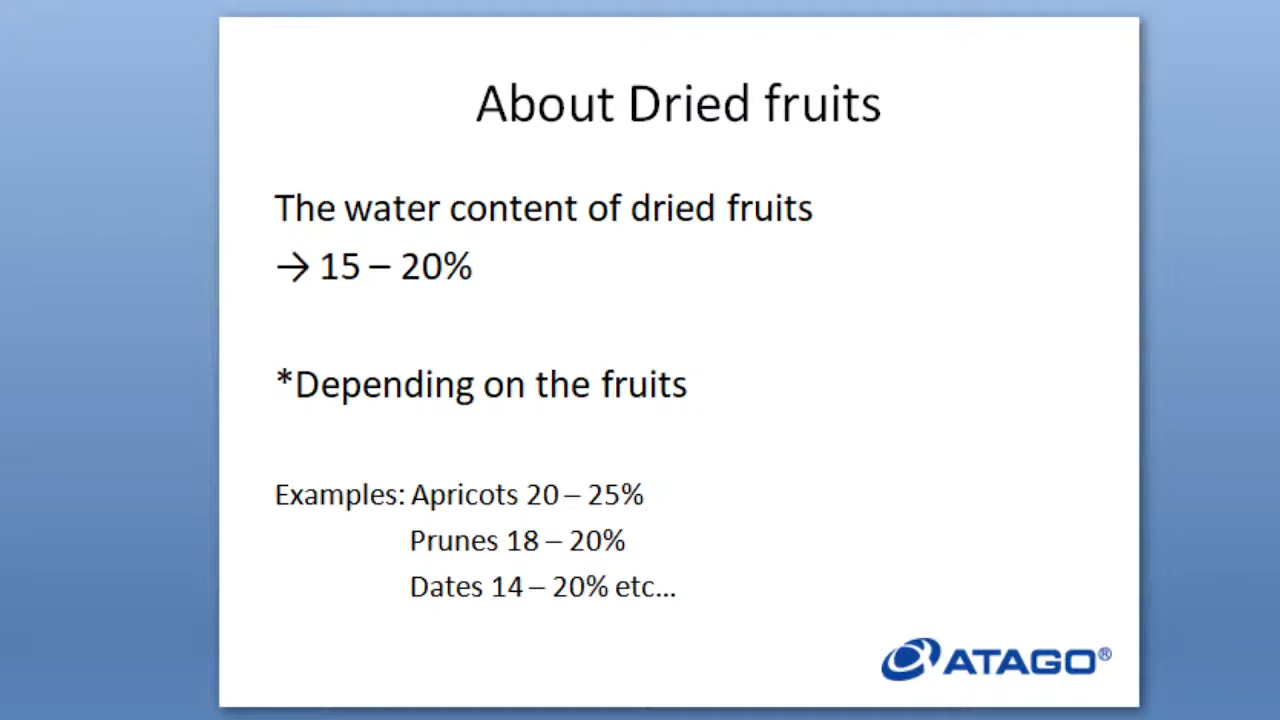 About Dried fruits
The water content of dried fruits
→ 15 – 20%
*Depending on the fruits
Examples: Apricots 20 – 25%
Prunes 18 – 20%
Dates 14 – 20% etc...
ATAGO®